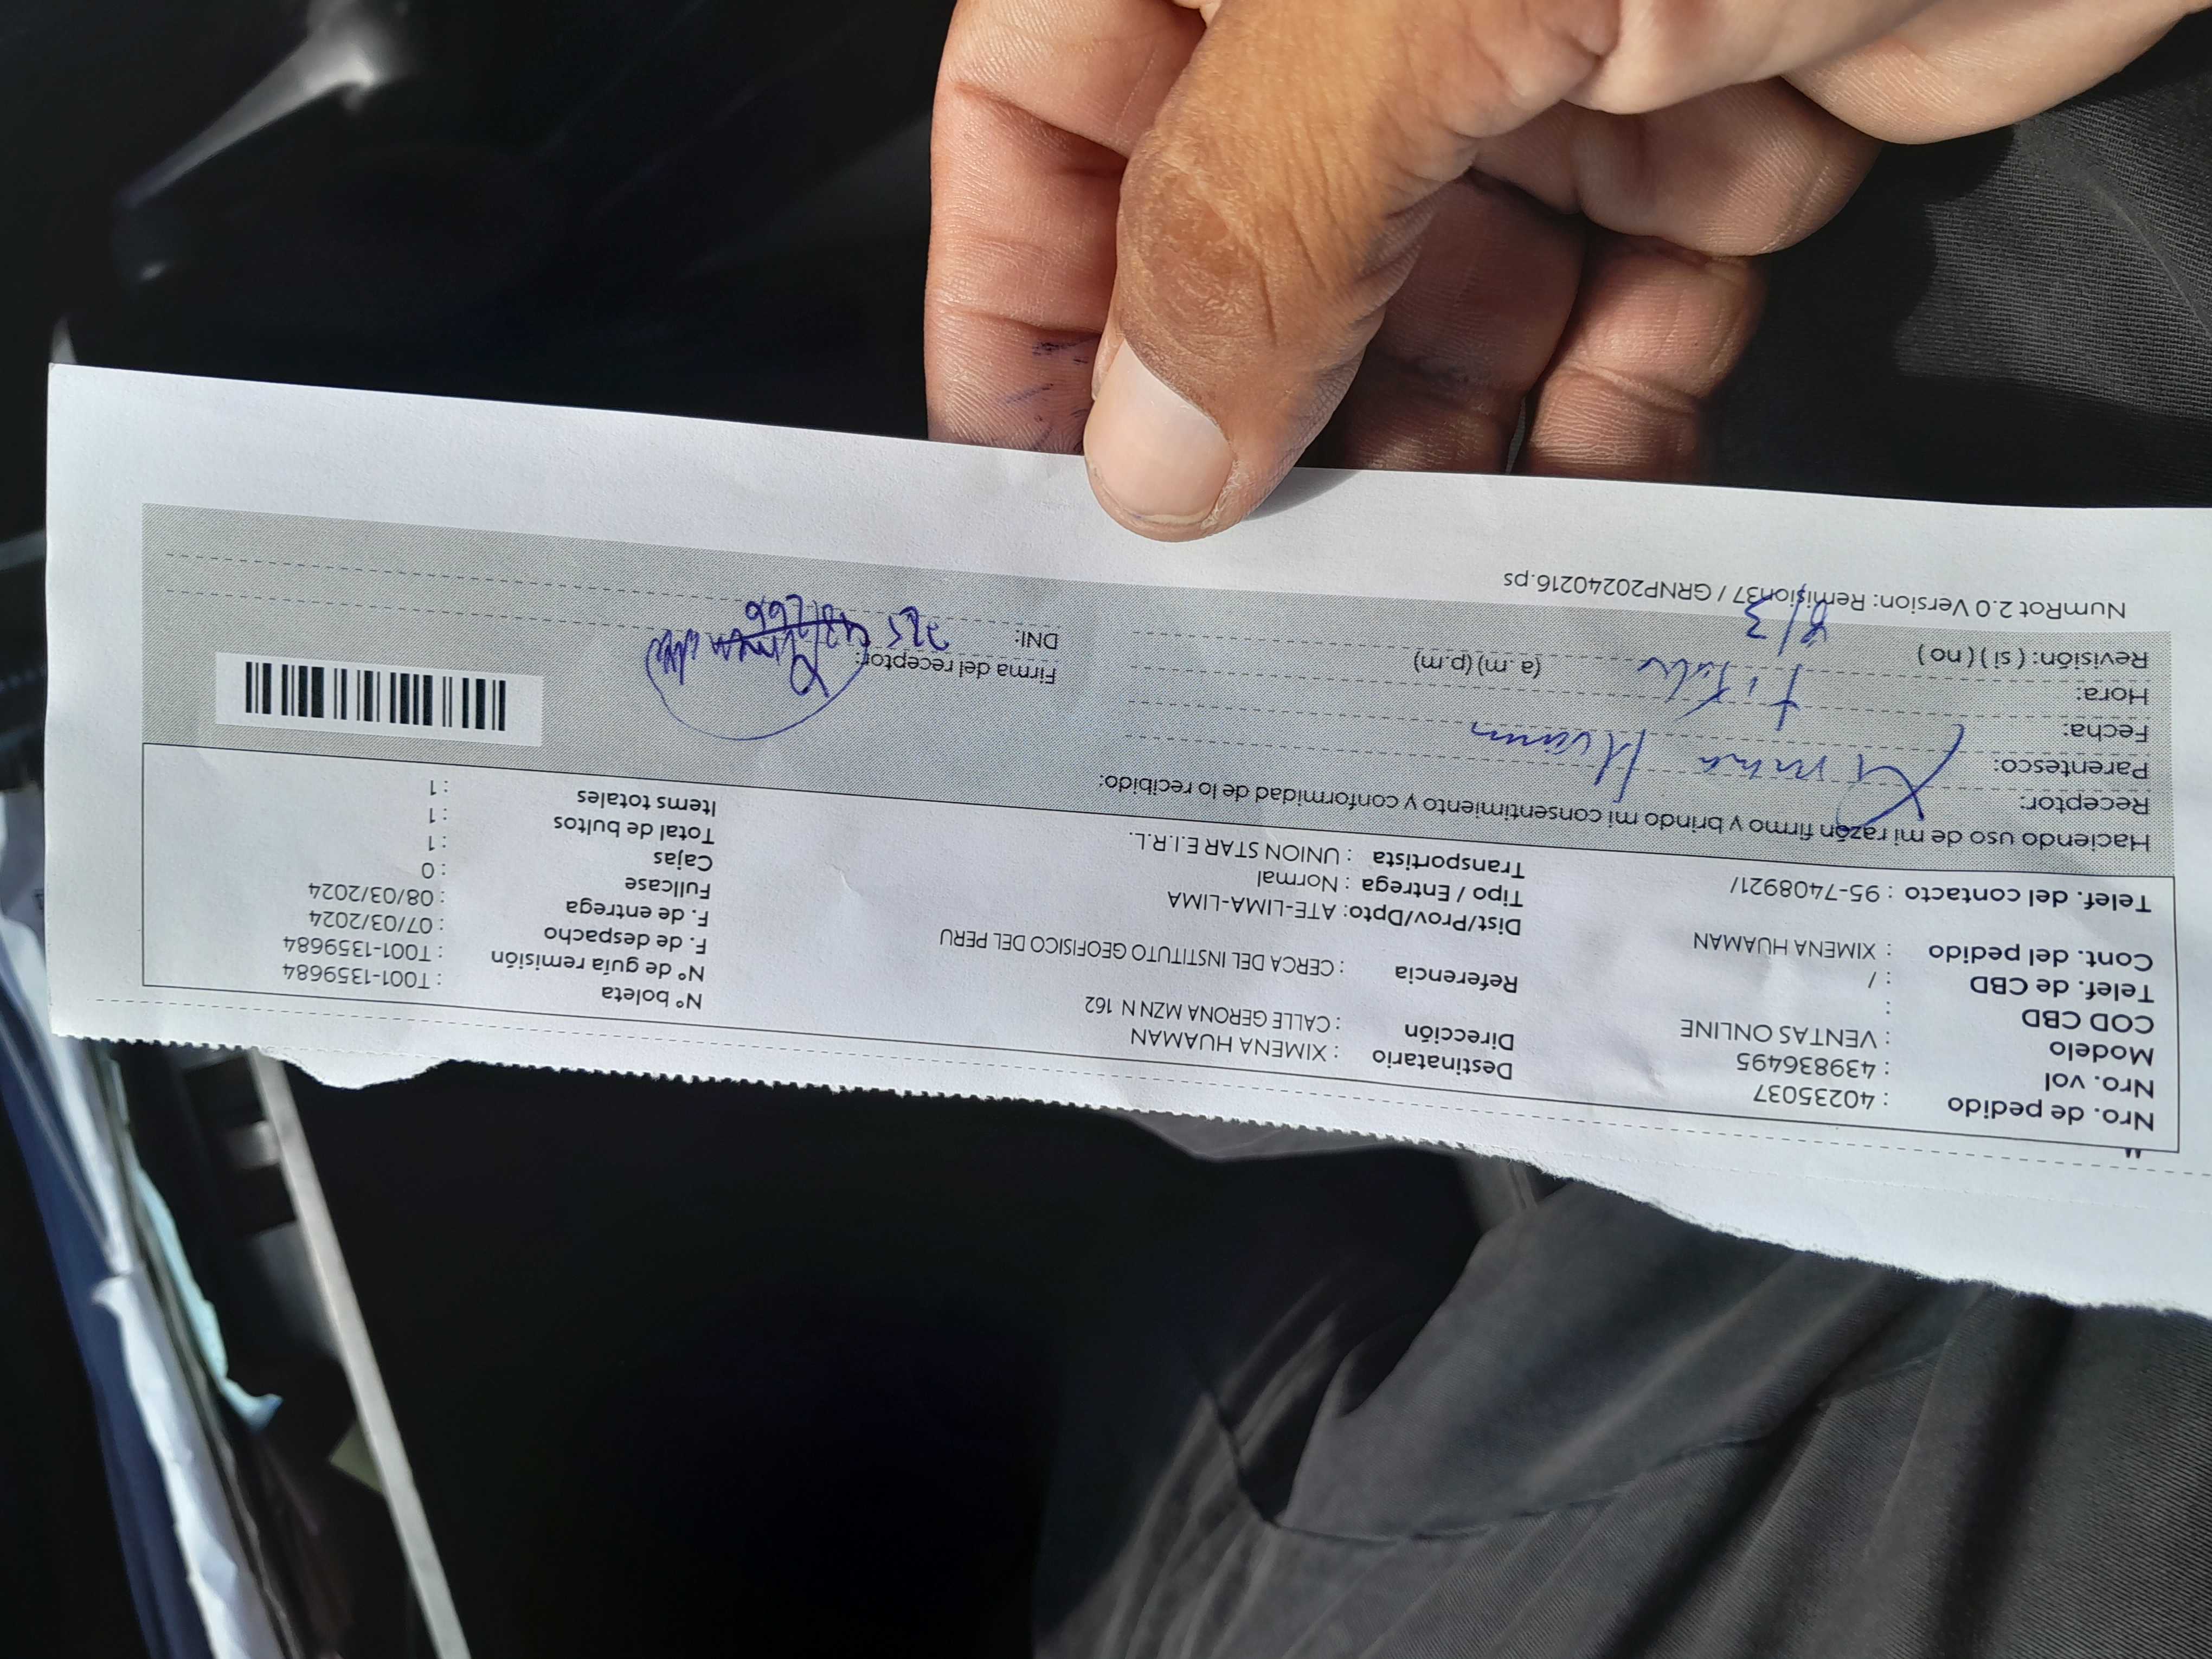 Nro. de pedido : 40235037
Nro. vol : 439836495
Modelo : VENTAS ONLINE
COD CBD :
Telef. de CBD : /
Cont. del pedido : XIMENA HUAMAN
Telef. del contacto : 95-7408921/
Destinatario : XIMENA HUAMAN
Dirección : CALLE GERONA MZN N 162
Referencia : CERCA DEL INSTITUTO GEOFISICO DEL PERU
Dist/Prov/Dpto: ATE-LIMA-LIMA
Tipo / Entrega : Normal
Transportista : UNION STAR E.I.R.L.
Nº boleta : T001-1359684
Nº de guía remisión : T001-1359684
F. de despacho : 07/03/2024
F. de entrega : 08/03/2024
Fullcase : 0
Cajas : 1
Total de bultos : 1
Items totales : 1
Haciendo uso de mi razón firmo y brindo mi consentimiento y conformidad de lo recibido:
Receptor: Ximena Huaman
Parentesco:
Fecha: 8/3
Hora: (a.m) (p.m)
Revisión: ( si ) ( no )
Firma del receptor:
DNI:
NumRot 2.0 Version: Remision37 / GRNP20240216.ps